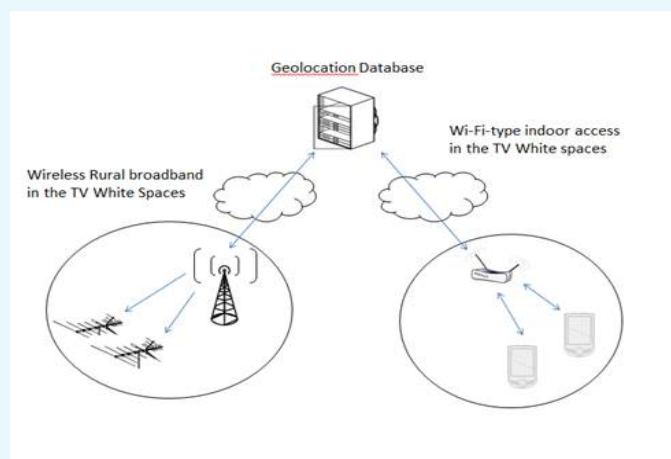 Geolocation Database
Wi-Fi-type indoor access
in the TV White spaces
Wireless Rural broadband
in the TV White Spaces